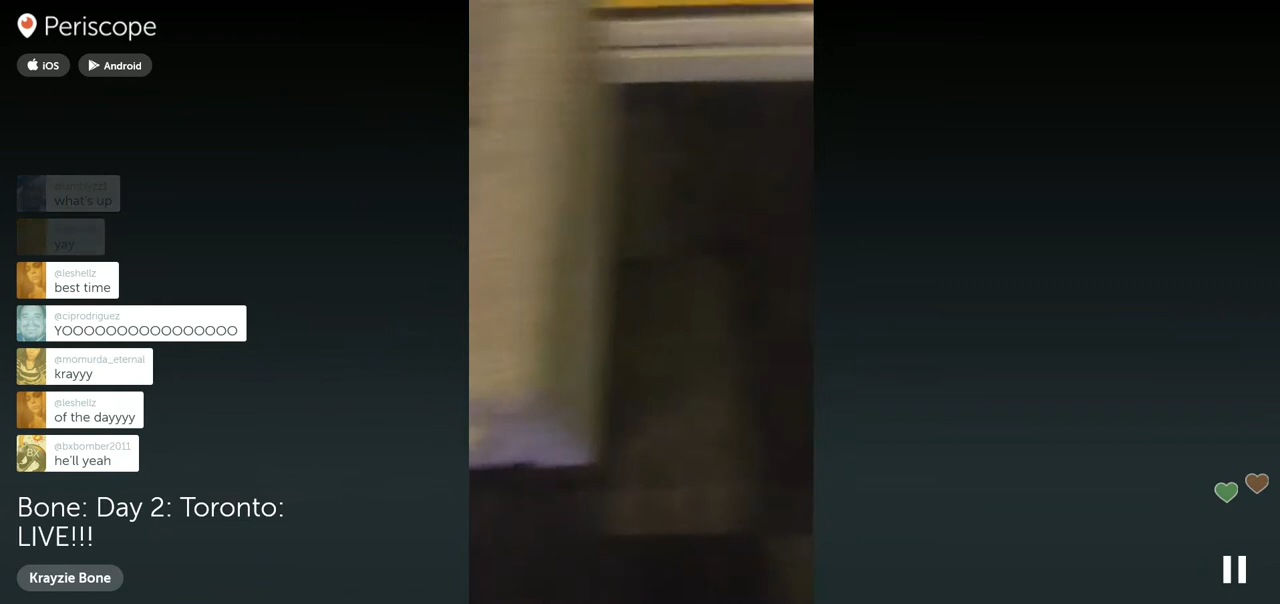 Periscope
iOS
Android
what's up
yay
@leshellz
best time
@ciprodriguez
YOOOOOOOOOOOOOOOO
@momurda_eternal
krayyy
@leshellz
of the dayyyy
@bxbomber2011
he'll yeah
Bone: Day 2: Toronto:
LIVE!!!
Krayzie Bone